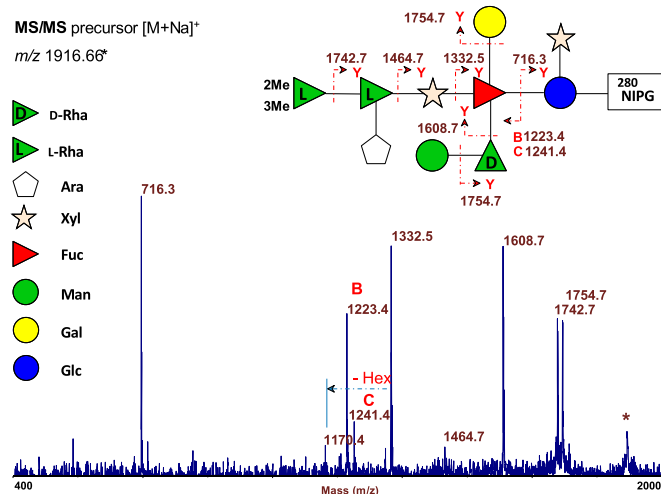 MS/MS precursor [M+Na]+
m/z 1916.66*
D D-Rha
L L-Rha
Ara
Xyl
Fuc
Man
Gal
Glc
1754.7 Y
1742.7 Y
1464.7 Y
1332.5 Y
716.3 Y
2Me
3Me
L
L
280
NIPG
1608.7 Y
B 1223.4
C 1241.4
D
Y
1754.7
716.3
1332.5
1608.7
B
1223.4
1754.7
1742.7
- Hex
C
1241.4
1170.4
1464.7
*
400
2000
Mass (m/z)